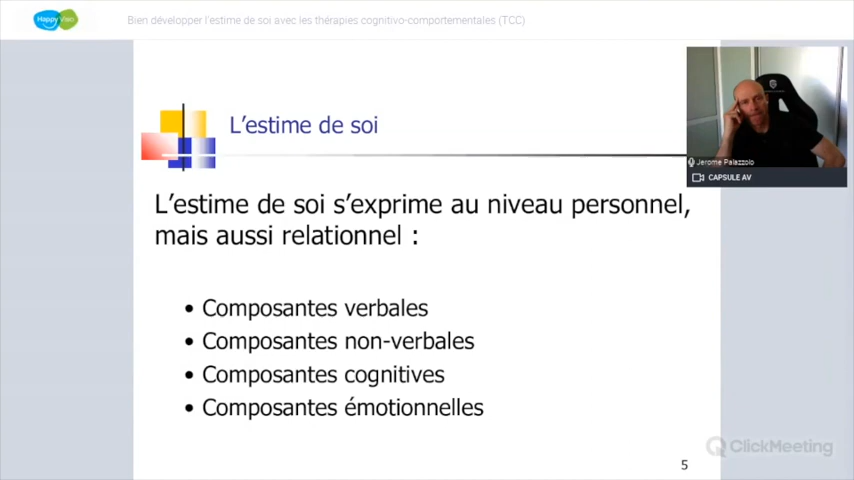 Happy Visio
Bien développer l'estime de soi avec les thérapies cognitivo-comportementales (TCC)
L'estime de soi
Jerome Palazzolo
CAPSULE AV
L'estime de soi s'exprime au niveau personnel,
mais aussi relationnel :
• Composantes verbales
• Composantes non-verbales
• Composantes cognitives
• Composantes émotionnelles
ClickMeeting
5